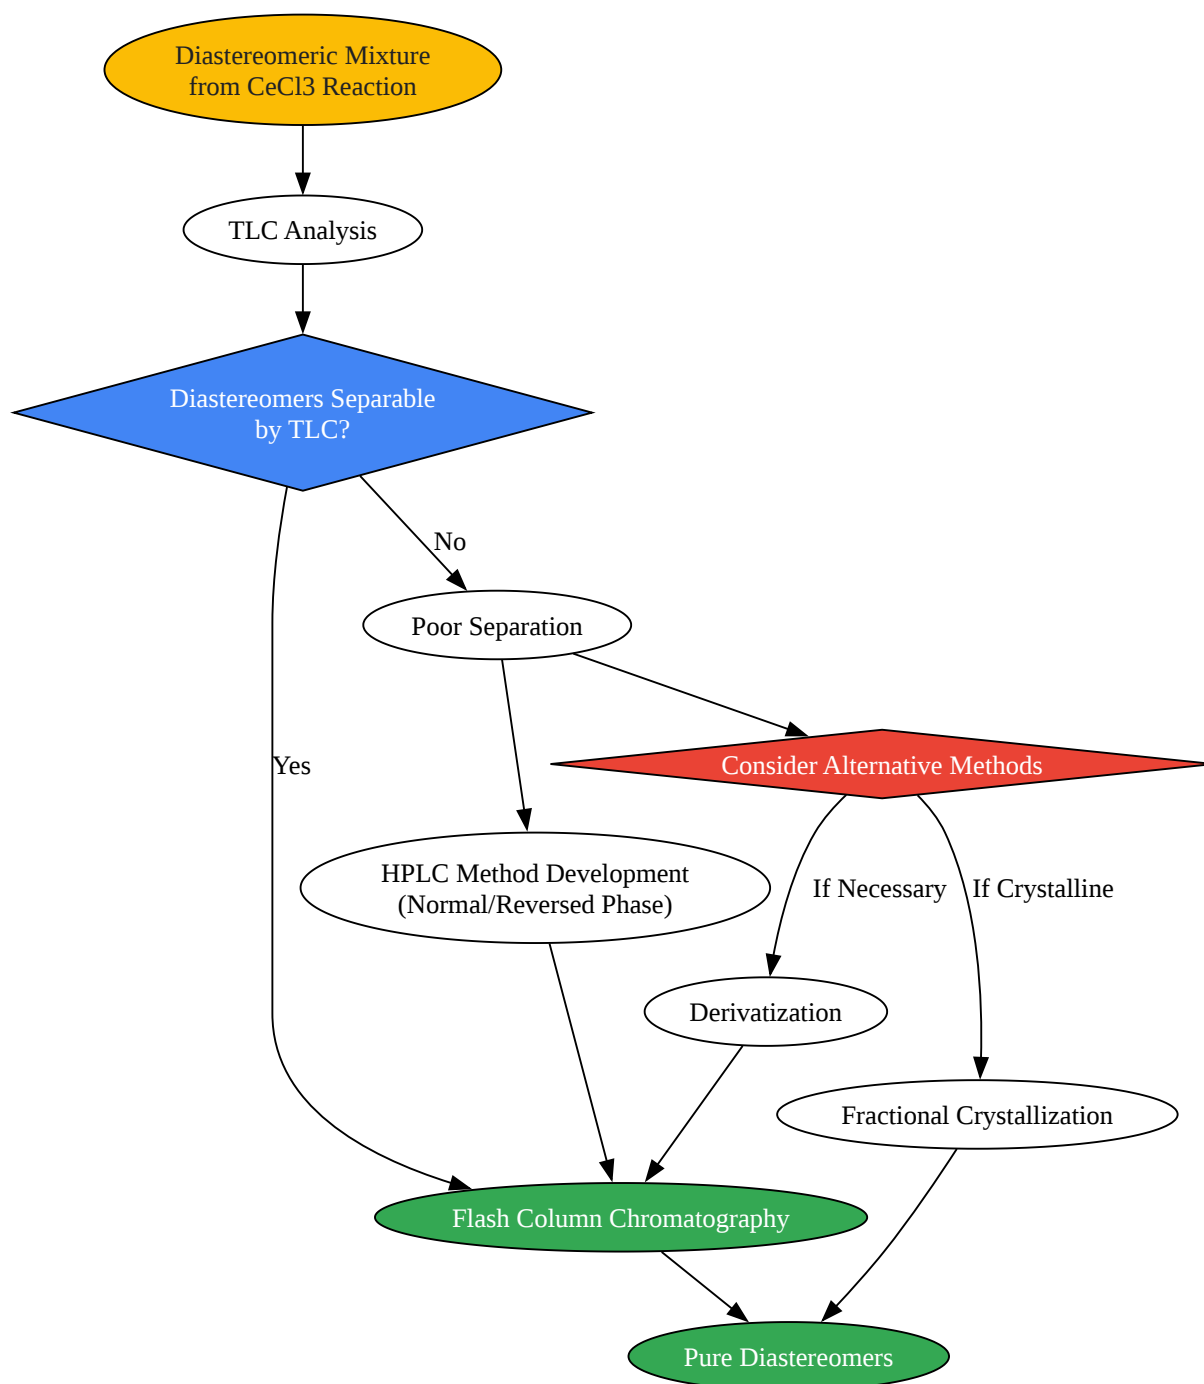 Diastereomeric Mixture
from CeCl3 Reaction
TLC Analysis
Diastereomers Separable
by TLC?
No
Poor Separation
Yes
Consider Alternative Methods
HPLC Method Development
(Normal/Reversed Phase)
If Necessary
If Crystalline
Derivatization
Fractional Crystallization
Flash Column Chromatography
Pure Diastereomers